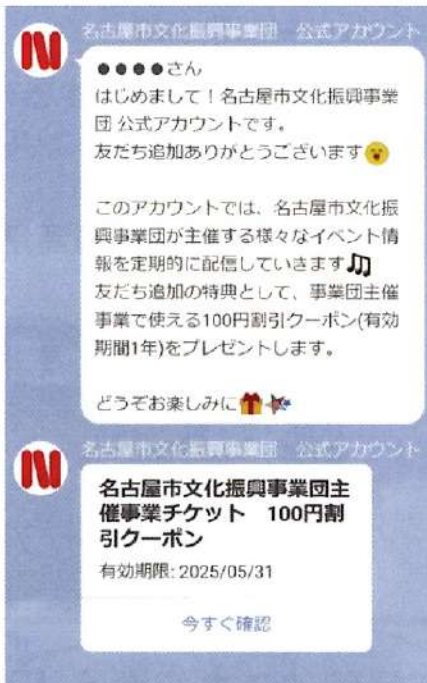 名古屋市文化振興事業団 公式アカウント
●●●●さん
はじめまして！名古屋市文化振興事業
団 公式アカウントです。
友だち追加ありがとうございます😮
このアカウントでは、名古屋市文化振
興事業団が主催する様々なイベント情
報を定期的に配信していきます🎵
友だち追加の特典として、事業団主催
事業で使える100円割引クーポン(有効
期間1年)をプレゼントします。
どうぞお楽しみに🎁🎉
名古屋市文化振興事業団 公式アカウント
名古屋市文化振興事業団主
催事業チケット 100円割
引クーポン
有効期限: 2025/05/31
今すぐ確認